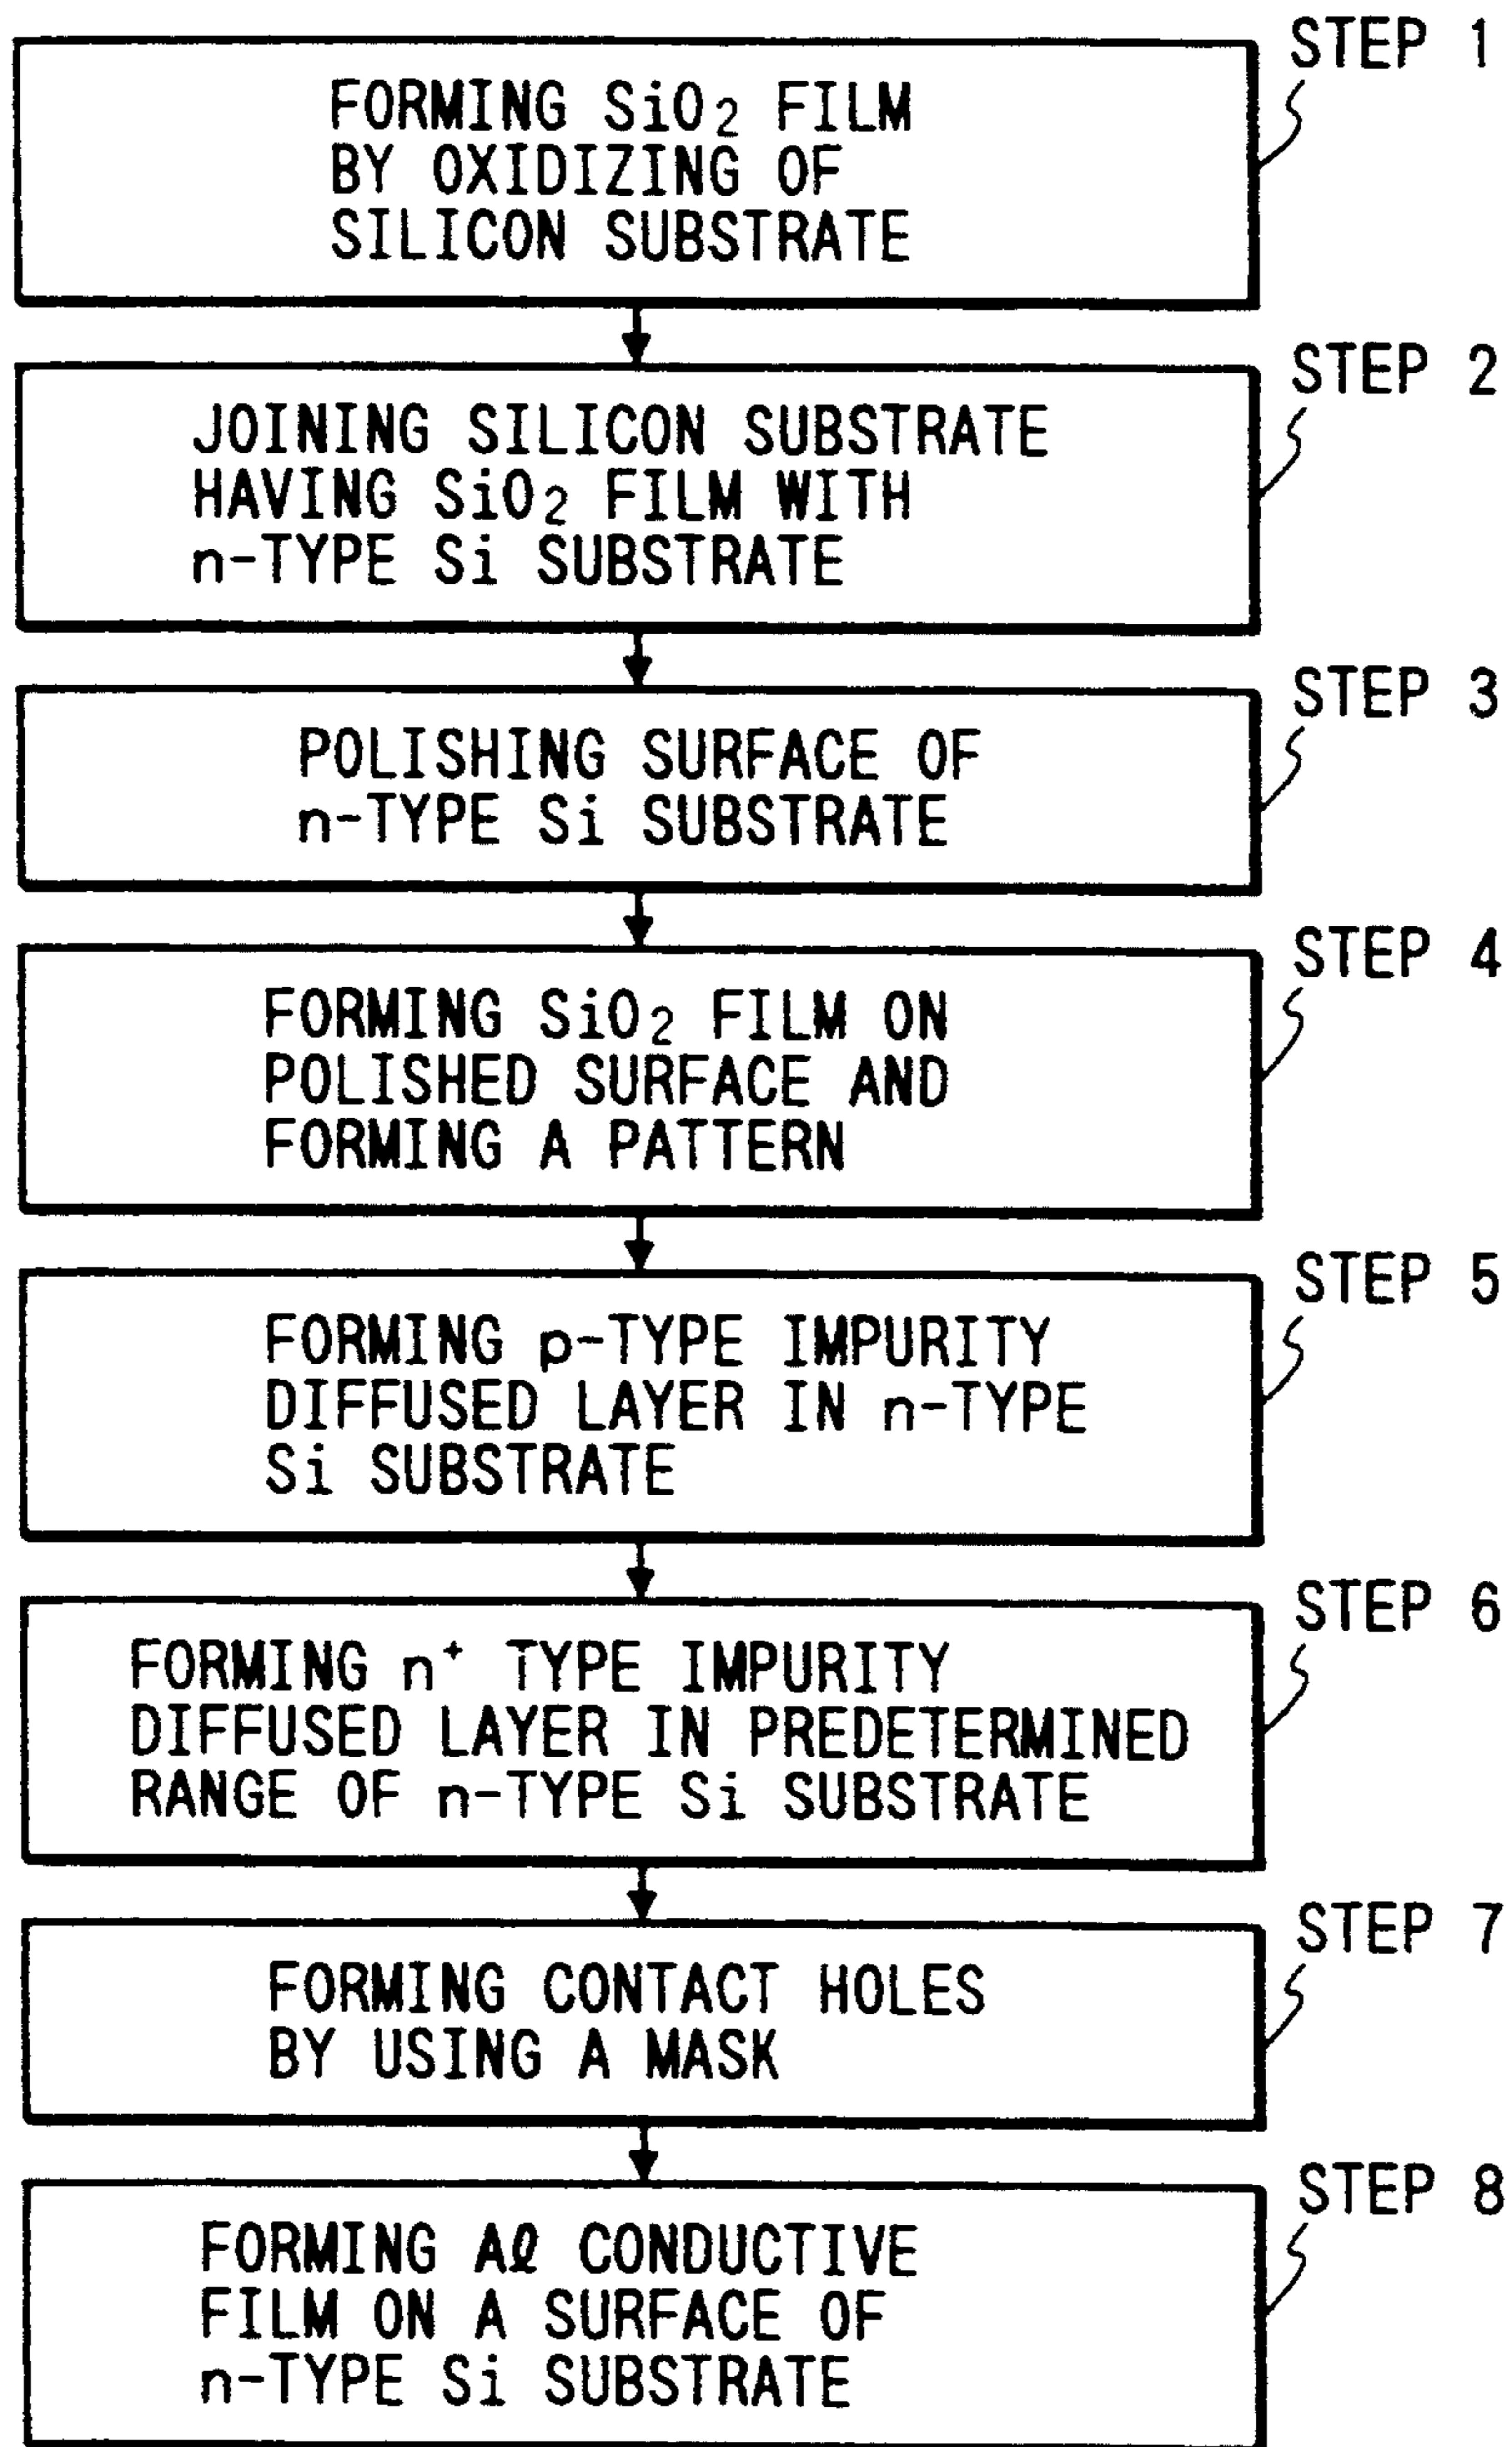 STEP 1
FORMING SiO₂ FILM
BY OXIDIZING OF
SILICON SUBSTRATE
STEP 2
JOINING SILICON SUBSTRATE
HAVING SiO₂ FILM WITH
n-TYPE Si SUBSTRATE
STEP 3
POLISHING SURFACE OF
n-TYPE Si SUBSTRATE
STEP 4
FORMING SiO₂ FILM ON
POLISHED SURFACE AND
FORMING A PATTERN
STEP 5
FORMING p-TYPE IMPURITY
DIFFUSED LAYER IN n-TYPE
Si SUBSTRATE
STEP 6
FORMING n⁺ TYPE IMPURITY
DIFFUSED LAYER IN PREDETERMINED
RANGE OF n-TYPE Si SUBSTRATE
STEP 7
FORMING CONTACT HOLES
BY USING A MASK
STEP 8
FORMING Aℓ CONDUCTIVE
FILM ON A SURFACE OF
n-TYPE Si SUBSTRATE